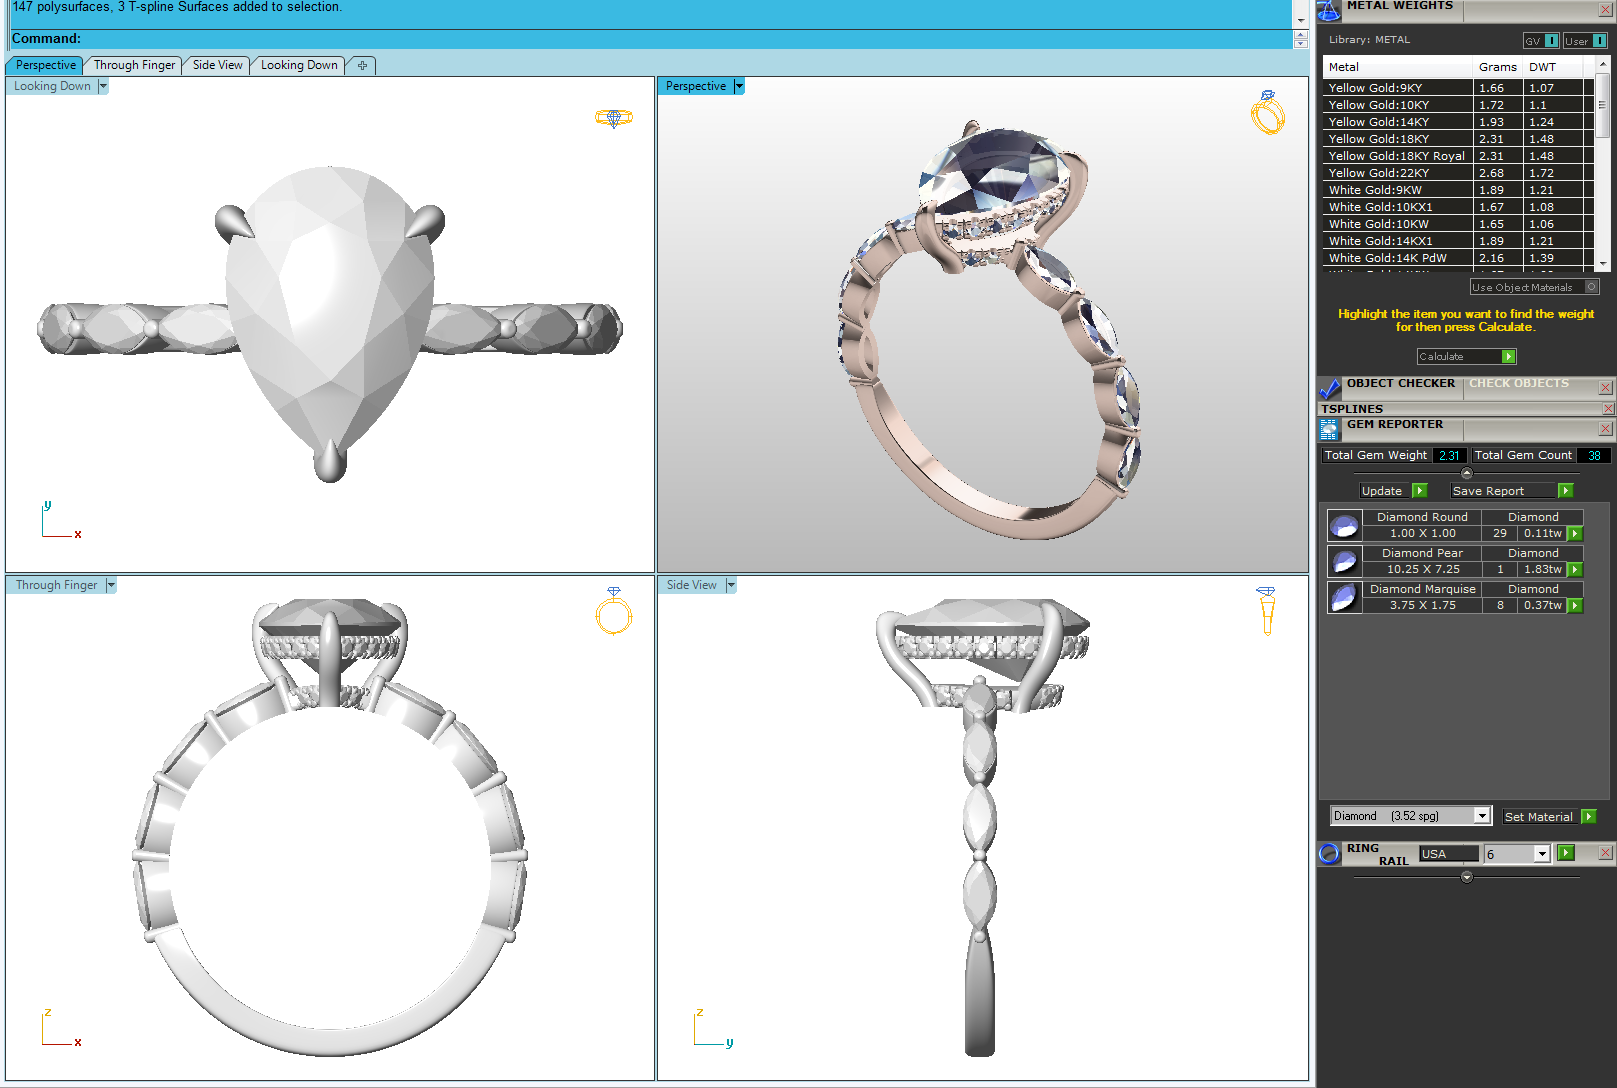 147 polysurfaces, 3 T-spline Surfaces added to selection.
Command:
Perspective Through Finger Side View Looking Down
Looking Down
y
x
Perspective
Through Finger
z
x
Side View
z
y
METAL WEIGHTS
Library: METAL GV I User I
Metal Grams DWT
Yellow Gold:9KY 1.66 1.07
Yellow Gold:10KY 1.72 1.1
Yellow Gold:14KY 1.93 1.24
Yellow Gold:18KY 2.31 1.48
Yellow Gold:18KY Royal 2.31 1.48
Yellow Gold:22KY 2.68 1.72
White Gold:9KW 1.89 1.21
White Gold:10KX1 1.67 1.08
White Gold:10KW 1.65 1.06
White Gold:14KX1 1.89 1.21
White Gold:14K PdW 2.16 1.39
Use Object Materials O
Highlight the item you want to find the weight
for then press Calculate.
Calculate
OBJECT CHECKER CHECK OBJECTS
TSPLINES
GEM REPORTER
Total Gem Weight 2.31 Total Gem Count 38
Update Save Report
Diamond Round Diamond
1.00 X 1.00 29 0.11tw
Diamond Pear Diamond
10.25 X 7.25 1 1.83tw
Diamond Marquise Diamond
3.75 X 1.75 8 0.37tw
Diamond (3.52 spg) Set Material
RING
RAIL USA 6